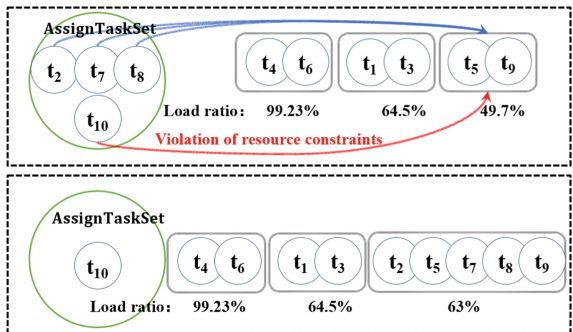 AssignTaskSet
t2 t7 t8 t4 t6 t1 t3 t5 t9
t10
Load ratio： 99.23% 64.5% 49.7%
Violation of resource constraints
AssignTaskSet
t10 t4 t6 t1 t3 t2 t5 t7 t8 t9
Load ratio： 99.23% 64.5% 63%